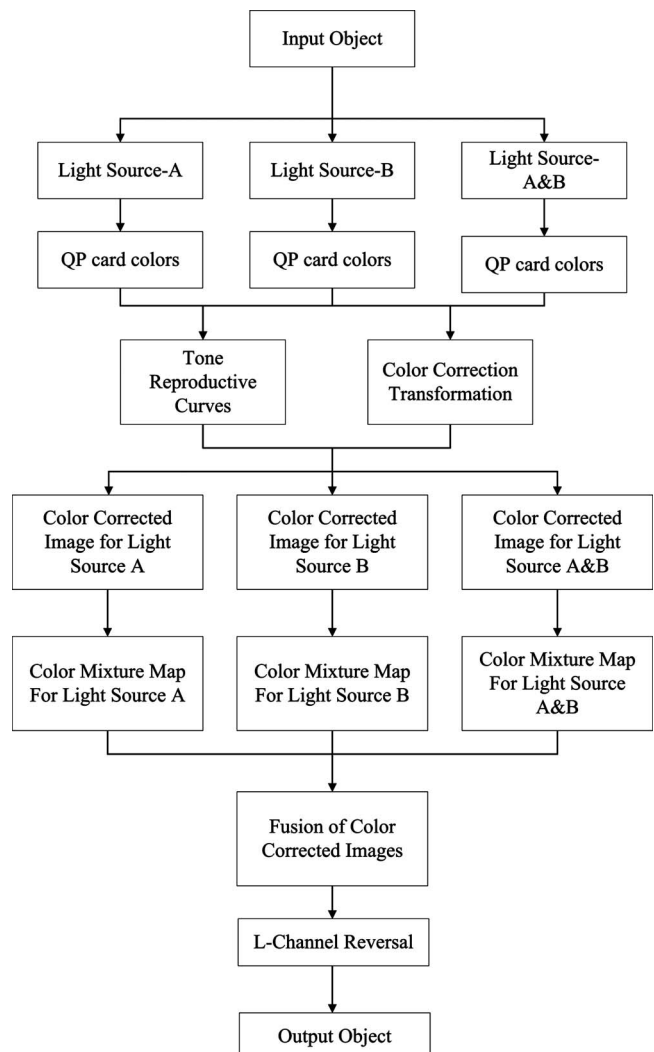 Input Object
Light Source-A
Light Source-B
Light Source-
A&B
QP card colors
QP card colors
QP card colors
Tone
Reproductive
Curves
Color Correction
Transformation
Color Corrected
Image for Light
Source A
Color Corrected
Image for Light
Source B
Color Corrected
Image for Light
Source A&B
Color Mixture Map
For Light Source A
Color Mixture Map
For Light Source B
Color Mixture Map
For Light Source
A&B
Fusion of Color
Corrected Images
L-Channel Reversal
Output Object